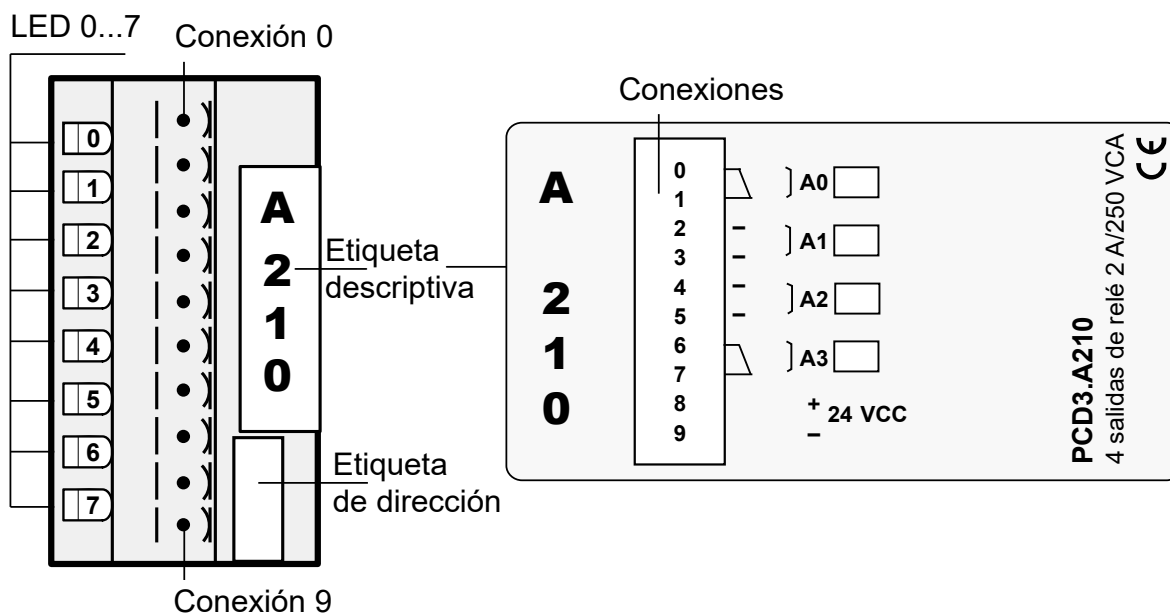 LED 0...7
Conexión 0
0
1
2
3
4
5
6
7
A
2
1
0
Etiqueta
descriptiva
Etiqueta
de dirección
Conexión 9
Conexiones
A
2
1
0
0
1
2
3
4
5
6
7
8
9
A0
A1
A2
A3
+ 24 VCC
–
PCD3.A210
4 salidas de relé 2 A/250 VCA
CE